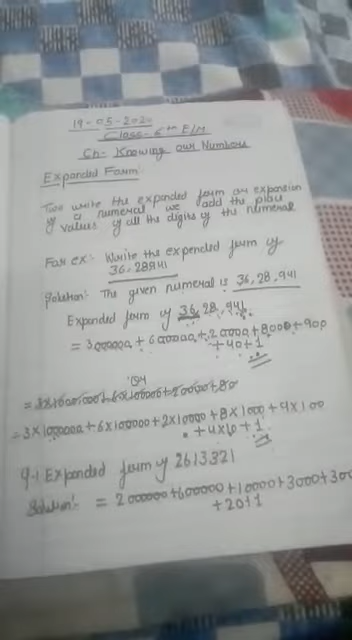 19-05-2020
Class-6th E/M
Ch- Knowing our Numbers
Expanded Form:
write the expanded form or expansion
of a numeral we add the place
values of all the digits of the numeral
For ex: Write the expended form of
36,28941
Solution: The given numeral is 36,28,941
Expanded form of 36,28,941
= 3000000 + 600000 + 20000 + 8000 + 900
+ 40 + 1
= 3×1000000 + 6×100000 + 2×10000 + 8×1000 + 9×100
+ 4×10 + 1
Q-1 Expanded form of 2613321
Solution: = 2000000+600000+10000+3000+300
+20+1